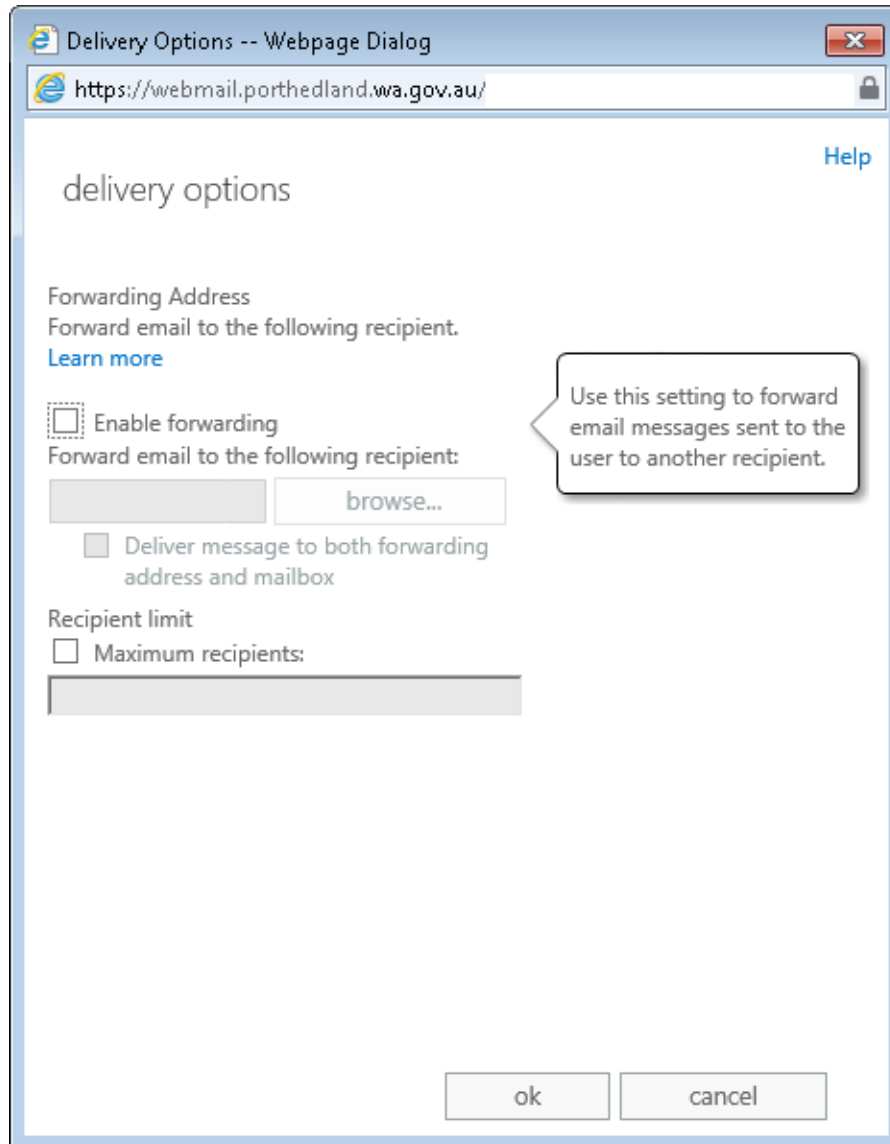 Delivery Options -- Webpage Dialog
https://webmail.porthedland.wa.gov.au/
Help
delivery options
Forwarding Address
Forward email to the following recipient.
Learn more
Enable forwarding
Forward email to the following recipient:
browse...
Deliver message to both forwarding
address and mailbox
Use this setting to forward
email messages sent to the
user to another recipient.
Recipient limit
Maximum recipients:
ok
cancel